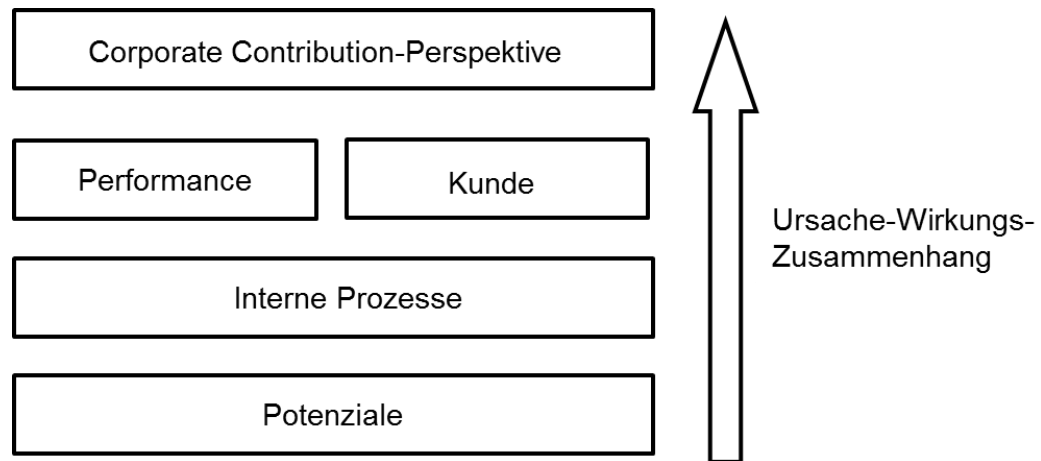 Corporate Contribution-Perspektive
Performance
Kunde
Interne Prozesse
Potenziale
Ursache-Wirkungs-
Zusammenhang